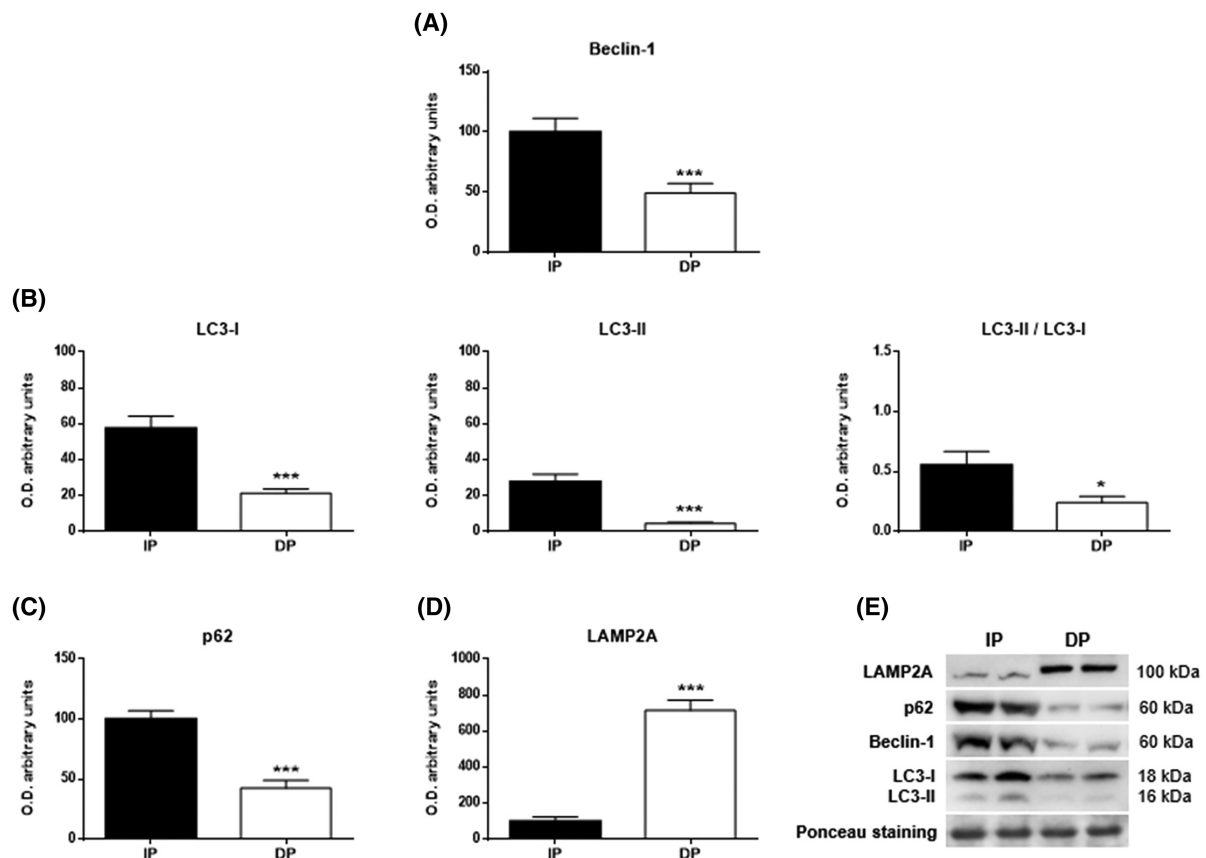 (A)
Beclin-1
O.D. arbitrary units
150
100
50
0
***
IP DP
(B)
LC3-I
O.D. arbitrary units
100
80
60
40
20
0
***
IP DP
LC3-II
O.D. arbitrary units
100
80
60
40
20
0
***
IP DP
LC3-II / LC3-I
O.D. arbitrary units
1.5
1.0
0.5
0.0
*
IP DP
(C)
p62
O.D. arbitrary units
150
100
50
0
***
IP DP
(D)
LAMP2A
O.D. arbitrary units
1000
800
600
400
200
0
***
IP DP
(E)
IP DP
LAMP2A 100 kDa
p62 60 kDa
Beclin-1 60 kDa
LC3-I 18 kDa
LC3-II 16 kDa
Ponceau staining